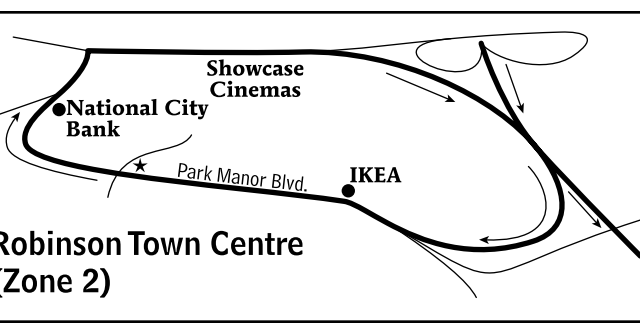 Showcase
Cinemas
National City
Bank
Park Manor Blvd.
IKEA
Robinson Town Centre
(Zone 2)